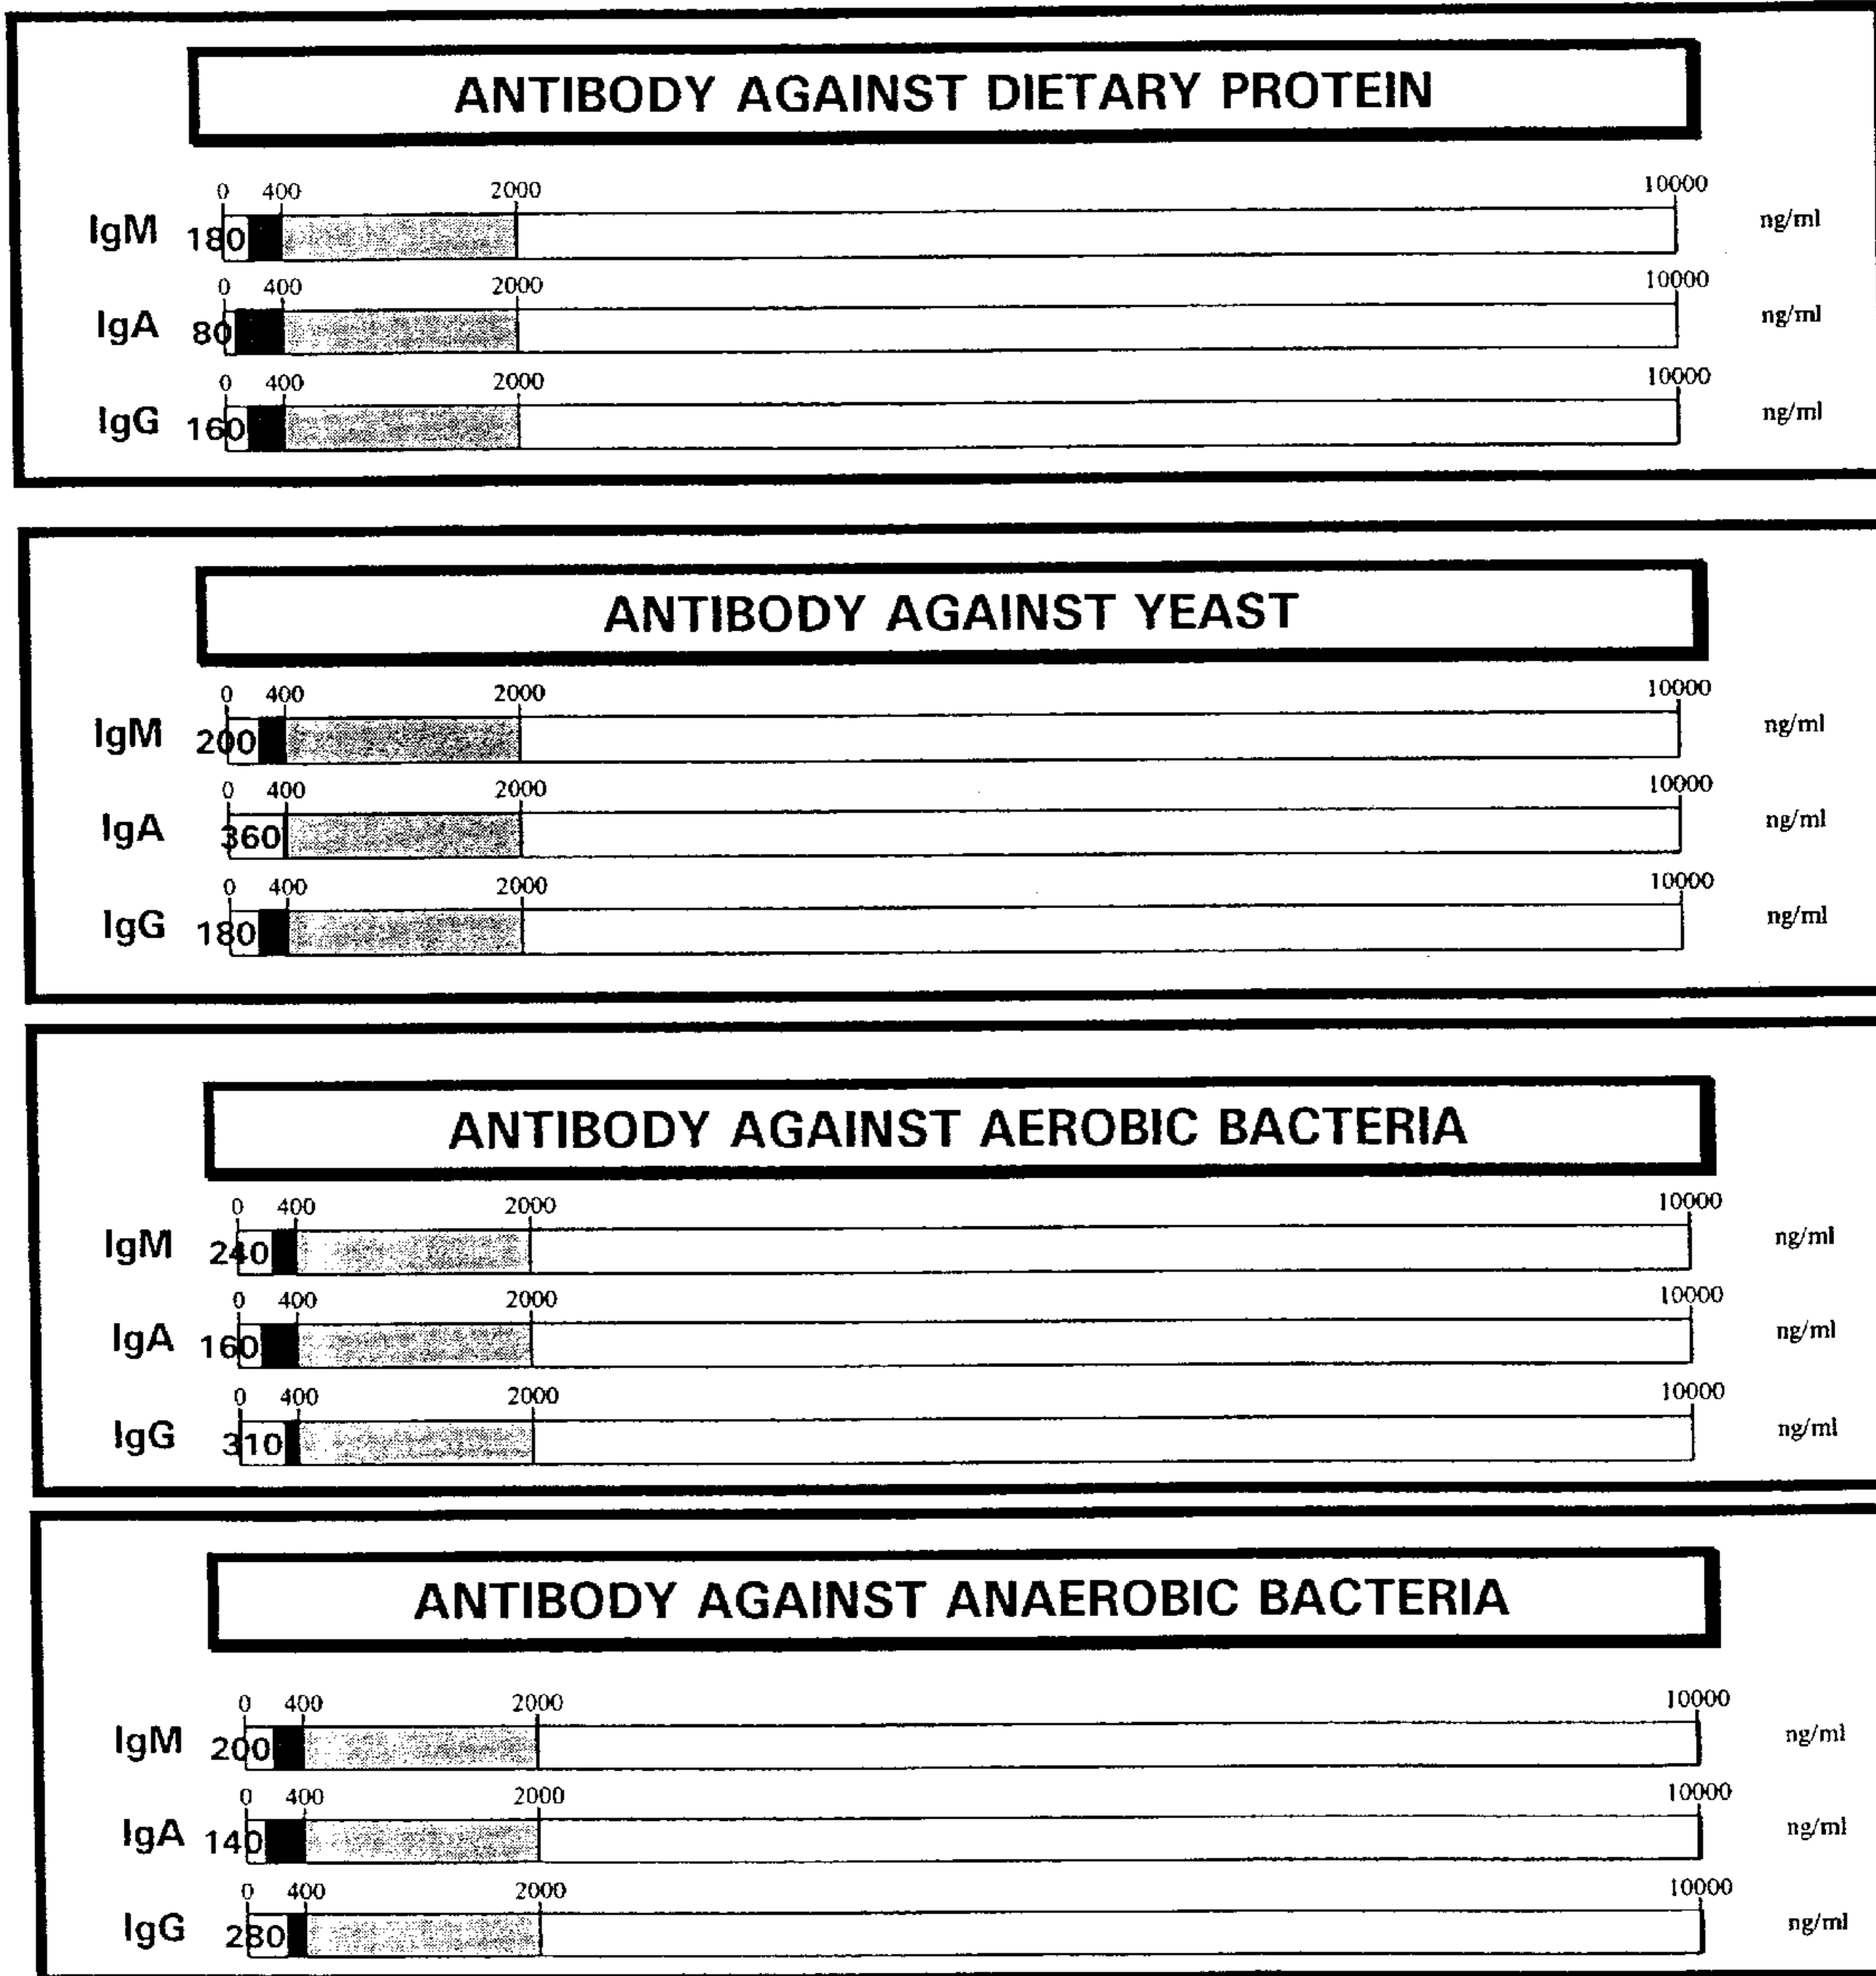 ANTIBODY AGAINST DIETARY PROTEIN
0 400 2000 10000
IgM 180 ng/ml
0 400 2000 10000
IgA 80 ng/ml
0 400 2000 10000
IgG 160 ng/ml
ANTIBODY AGAINST YEAST
0 400 2000 10000
IgM 200 ng/ml
0 400 2000 10000
IgA 360 ng/ml
0 400 2000 10000
IgG 180 ng/ml
ANTIBODY AGAINST AEROBIC BACTERIA
0 400 2000 10000
IgM 240 ng/ml
0 400 2000 10000
IgA 160 ng/ml
0 400 2000 10000
IgG 310 ng/ml
ANTIBODY AGAINST ANAEROBIC BACTERIA
0 400 2000 10000
IgM 200 ng/ml
0 400 2000 10000
IgA 140 ng/ml
0 400 2000 10000
IgG 280 ng/ml